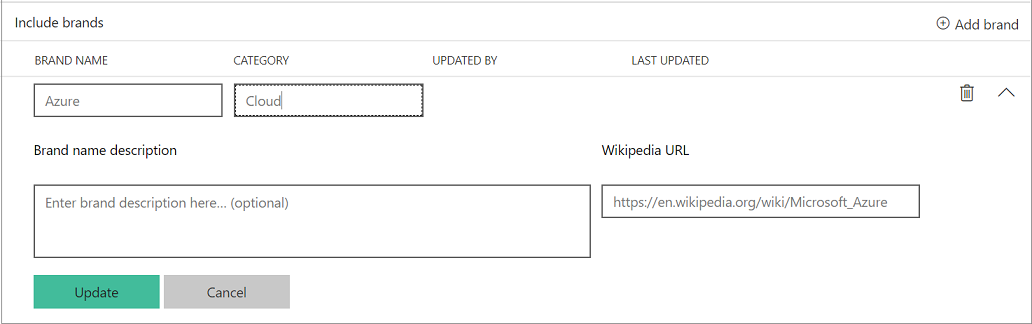 Include brands
Add brand
BRAND NAME CATEGORY UPDATED BY LAST UPDATED
Azure Cloud
Brand name description Wikipedia URL
Enter brand description here... (optional) https://en.wikipedia.org/wiki/Microsoft_Azure
Update Cancel